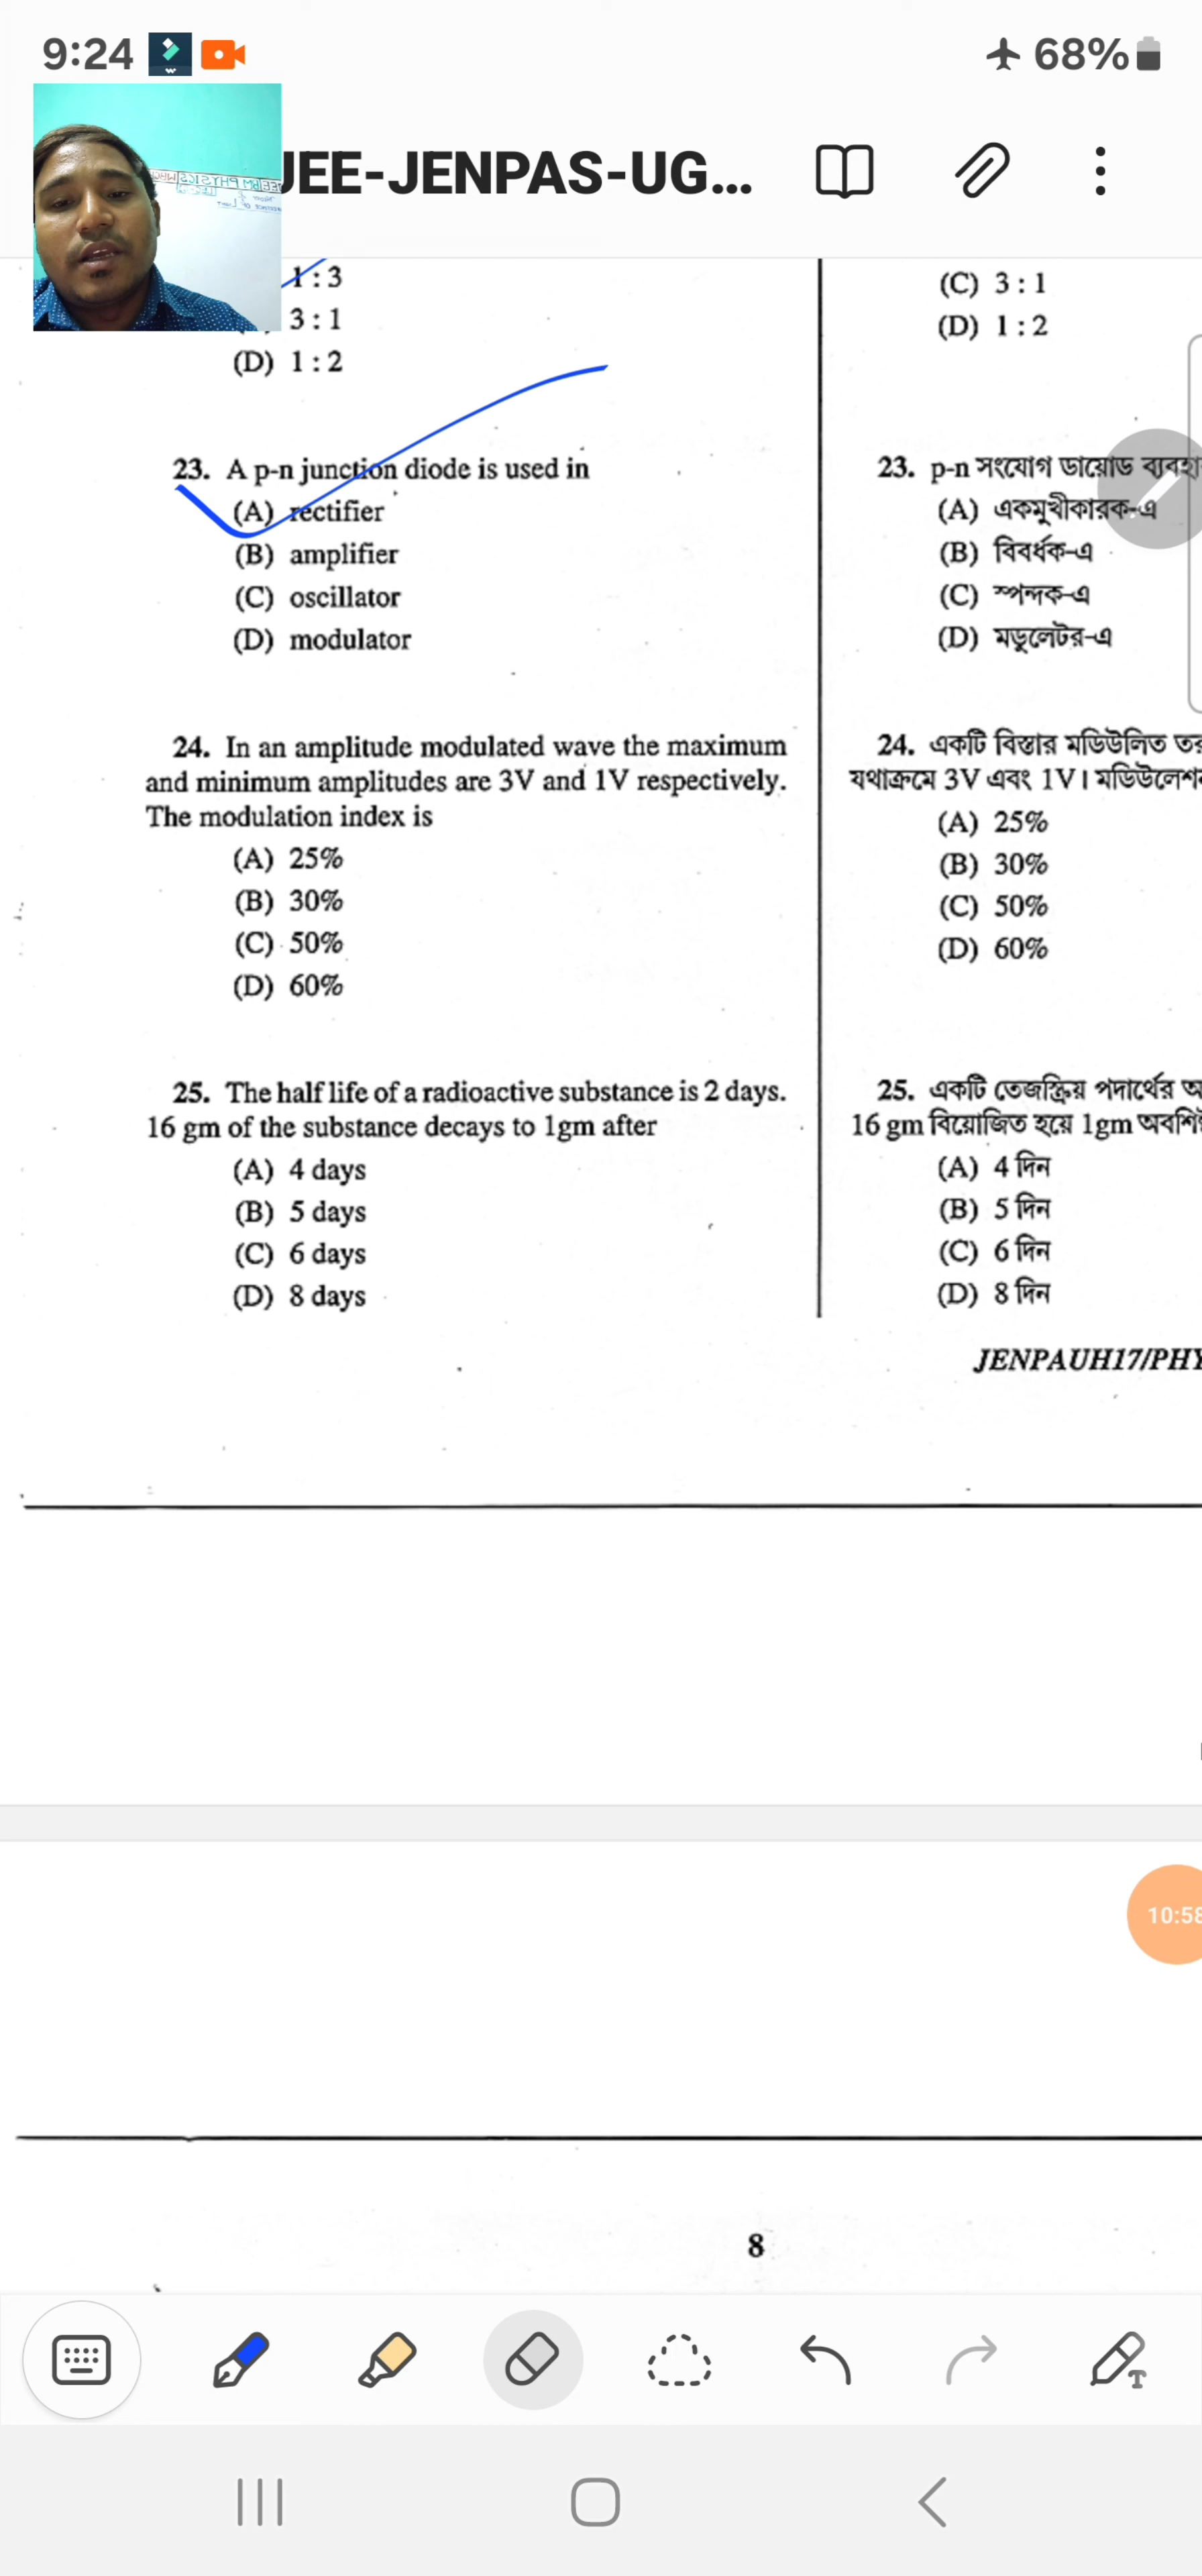 9:24
68%
JEE-JENPAS-UG...
1 : 3
3 : 1
(D) 1 : 2
23. A p-n junction diode is used in
(A) rectifier
(B) amplifier
(C) oscillator
(D) modulator
24. In an amplitude modulated wave the maximum
and minimum amplitudes are 3V and 1V respectively.
The modulation index is
(A) 25%
(B) 30%
(C) 50%
(D) 60%
25. The half life of a radioactive substance is 2 days.
16 gm of the substance decays to 1gm after
(A) 4 days
(B) 5 days
(C) 6 days
(D) 8 days
(C) 3 : 1
(D) 1 : 2
23. p-n সংযোগ ডায়োড
(A) একমুখীকারক-এ
(B) বিবর্ধক-এ
(C) স্পন্দক-এ
(D) মডুলেটর-এ
24. একটি বিস্তার মডিউলিত
যথাক্রমে 3V এবং 1V।
(A) 25%
(B) 30%
(C) 50%
(D) 60%
25. একটি তেজস্ক্রিয় পদার্থের
16 gm বিয়োজিত হয়ে 1gm
(A) 4 দিন
(B) 5 দিন
(C) 6 দিন
(D) 8 দিন
JENPAUH17/PHY
10:58
8